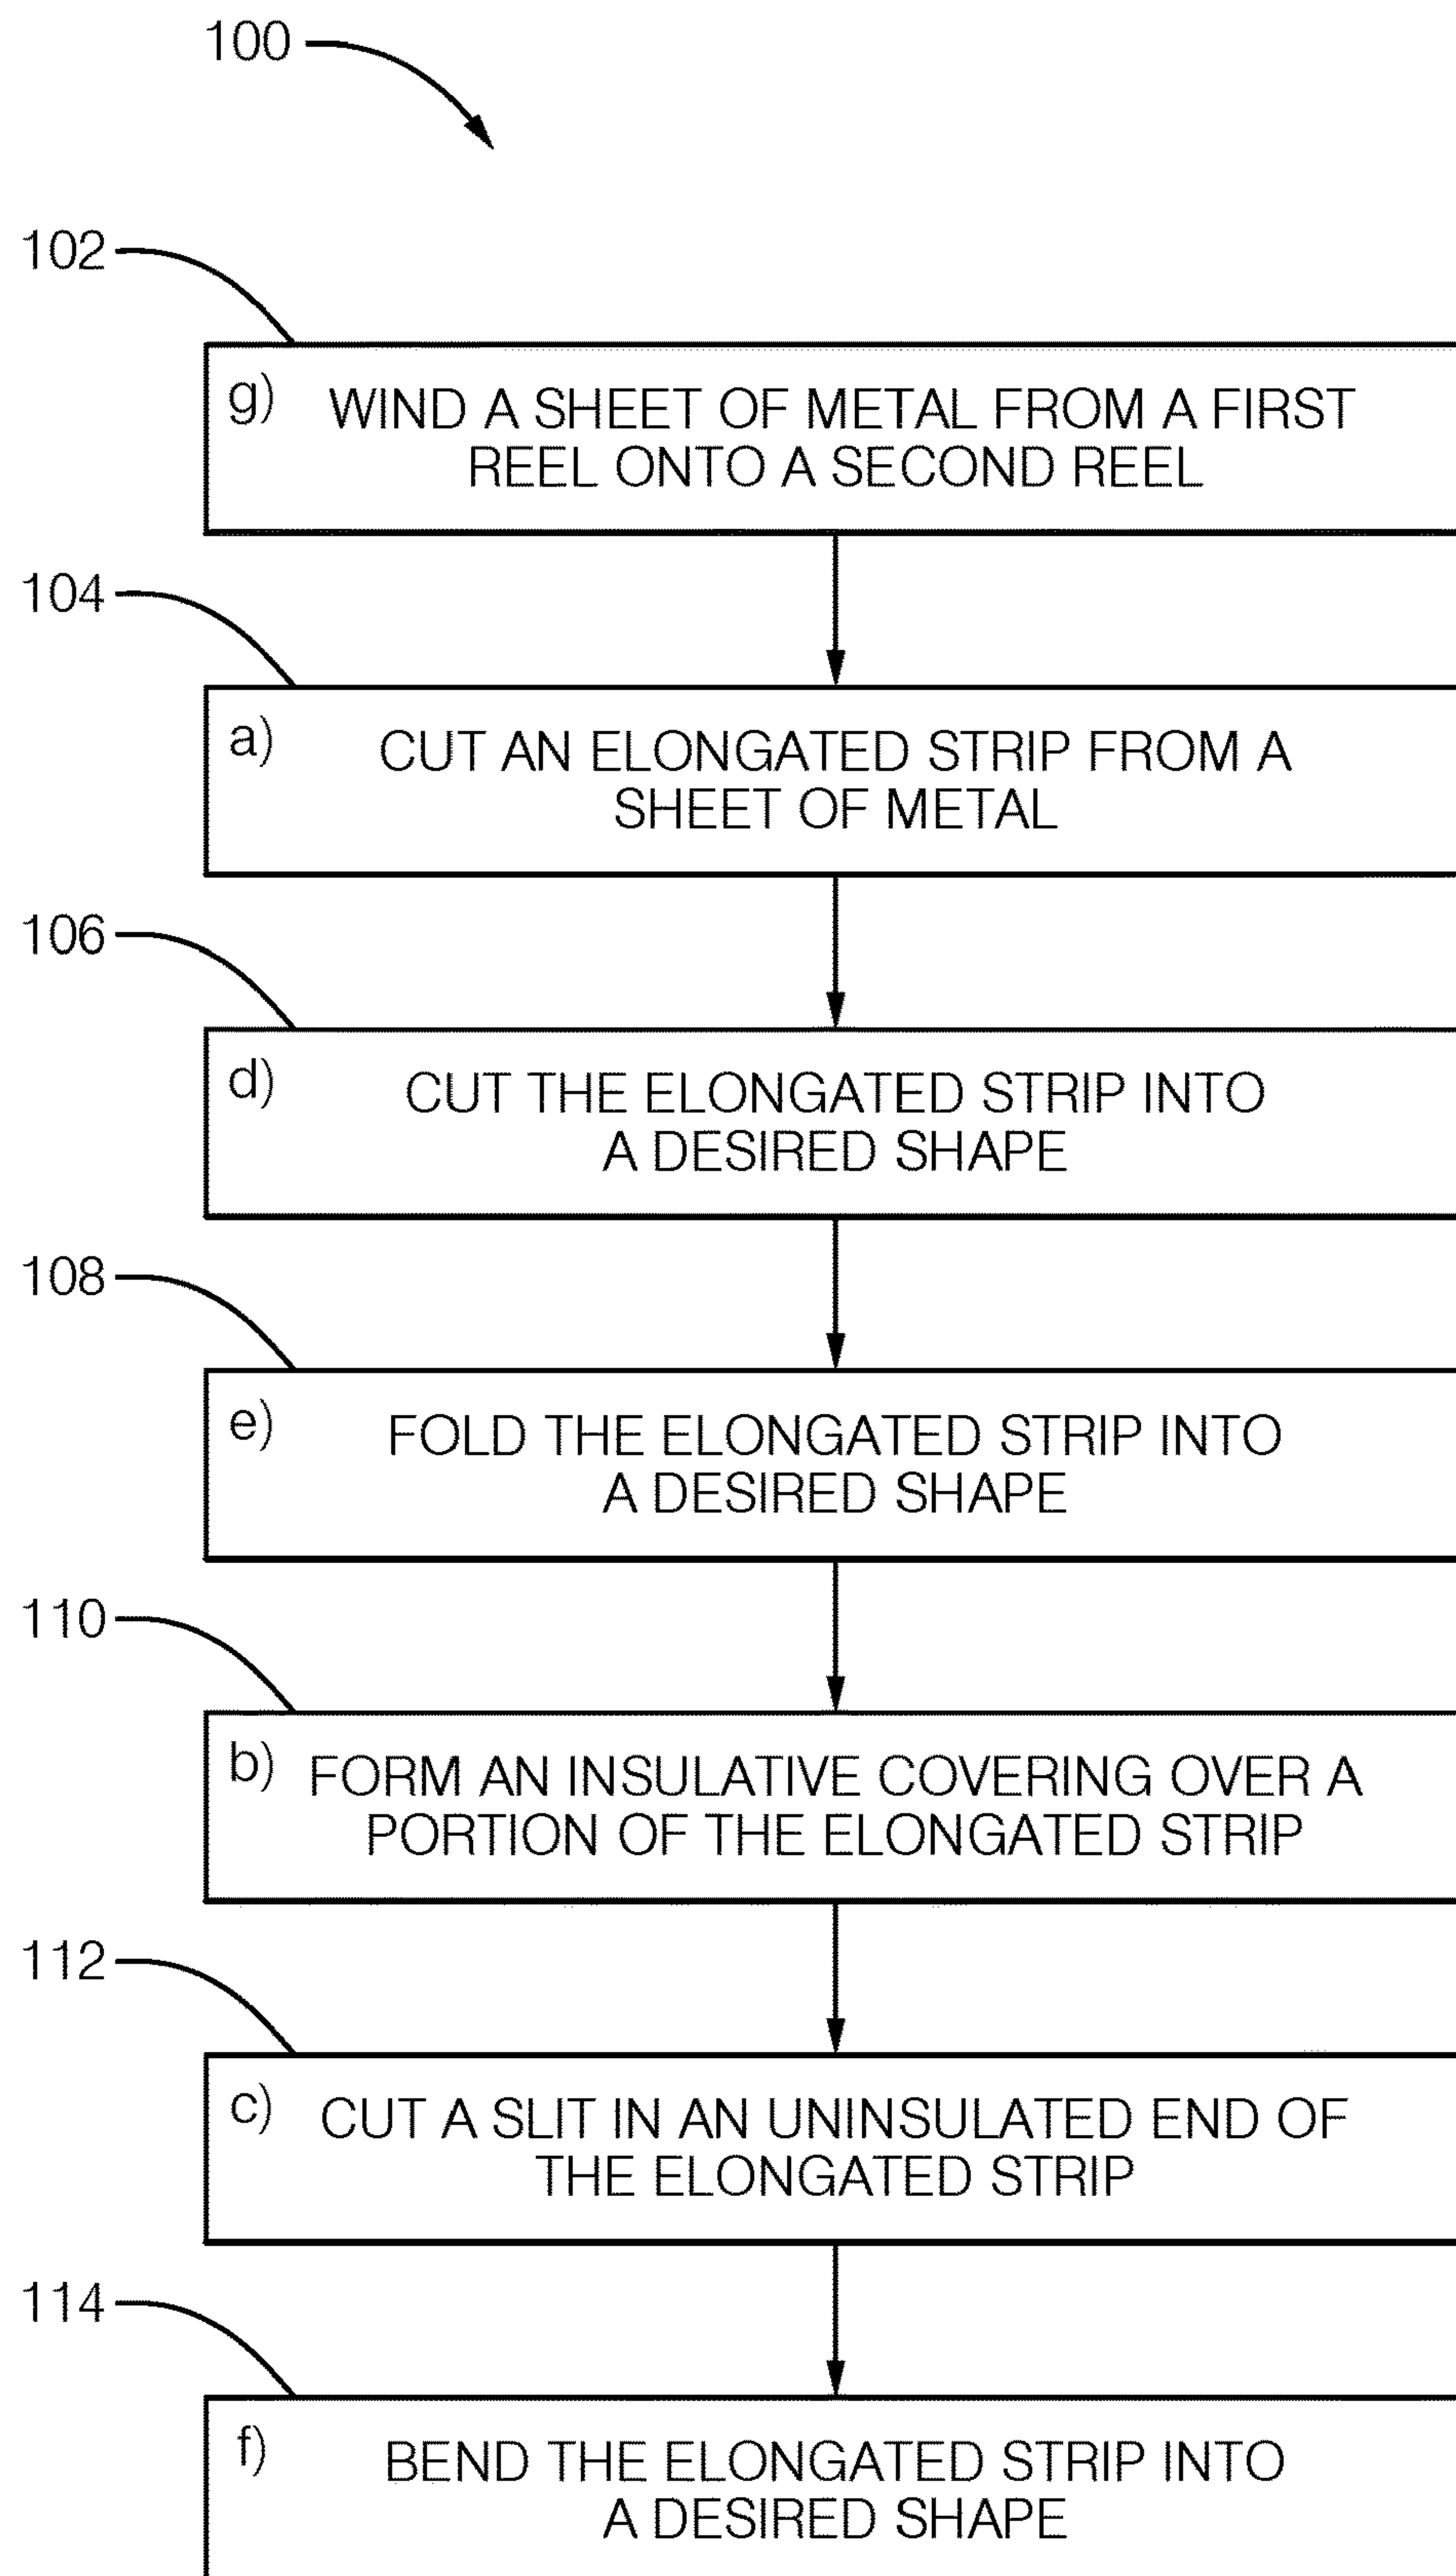 100
102
g) WIND A SHEET OF METAL FROM A FIRST
REEL ONTO A SECOND REEL
104
a) CUT AN ELONGATED STRIP FROM A
SHEET OF METAL
106
d) CUT THE ELONGATED STRIP INTO
A DESIRED SHAPE
108
e) FOLD THE ELONGATED STRIP INTO
A DESIRED SHAPE
110
b) FORM AN INSULATIVE COVERING OVER A
PORTION OF THE ELONGATED STRIP
112
c) CUT A SLIT IN AN UNINSULATED END OF
THE ELONGATED STRIP
114
f) BEND THE ELONGATED STRIP INTO
A DESIRED SHAPE